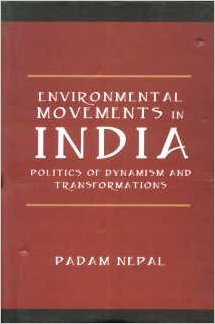 ENVIRONMENTAL
MOVEMENTS IN
INDIA
POLITICS OF DYNAMISM AND
TRANSFORMATIONS
PADAM NEPAL